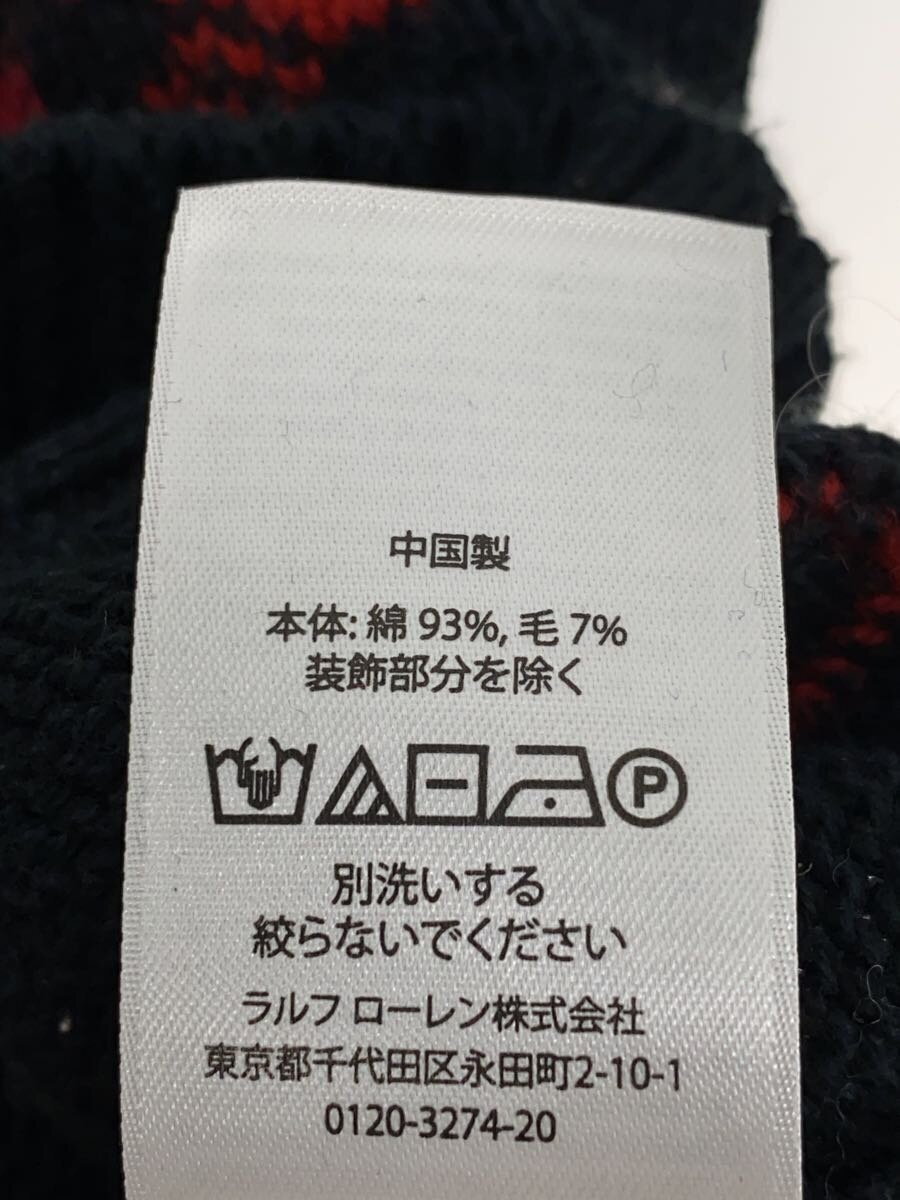 中国製
本体: 綿 93%, 毛 7%
装飾部分を除く
P
別洗いする
絞らないでください
ラルフ ローレン株式会社
東京都千代田区永田町2-10-1
0120-3274-20